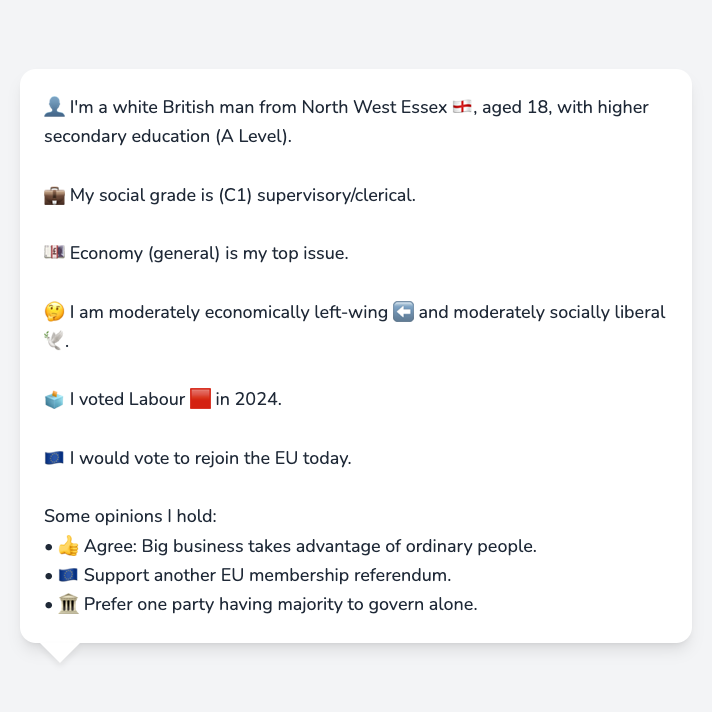 👤 I'm a white British man from North West Essex 🏴󠁧󠁢󠁥󠁮󠁧󠁿, aged 18, with higher
secondary education (A Level).
💼 My social grade is (C1) supervisory/clerical.
💷 Economy (general) is my top issue.
🤔 I am moderately economically left-wing ⬅️ and moderately socially liberal
🕊️.
🗳️ I voted Labour 🟥 in 2024.
🇪🇺 I would vote to rejoin the EU today.
Some opinions I hold:
• 👍 Agree: Big business takes advantage of ordinary people.
• 🇪🇺 Support another EU membership referendum.
• 🏛️ Prefer one party having majority to govern alone.